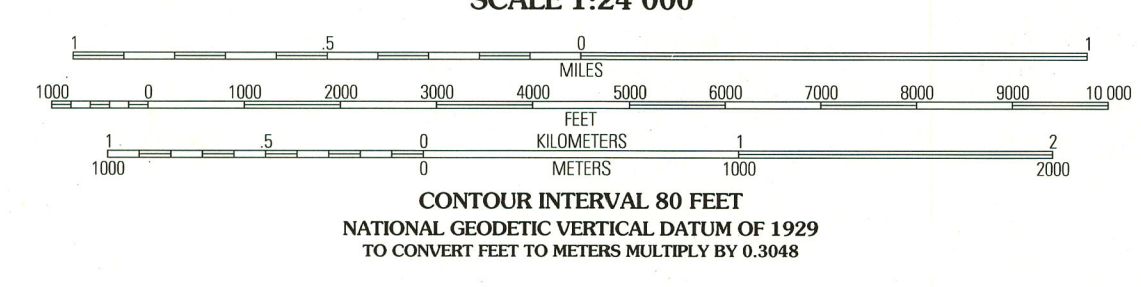 SCALE 1:24 000
1 .5 0 1
MILES
1000 0 1000 2000 3000 4000 5000 6000 7000 8000 9000 10 000
FEET
1 .5 0 KILOMETERS 1 2
1000 0 METERS 1000 2000
CONTOUR INTERVAL 80 FEET
NATIONAL GEODETIC VERTICAL DATUM OF 1929
TO CONVERT FEET TO METERS MULTIPLY BY 0.3048